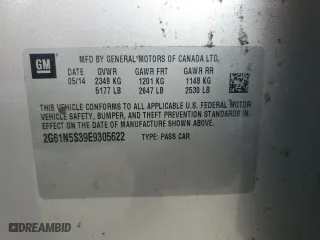 GM
MFD BY GENERAL MOTORS OF CANADA LTD.
GVWR GAWR FRT GAWR RR
05/14 2349 KG 1201 KG 1148 KG
5177 LB 2647 LB 2530 LB
THIS VEHICLE CONFORMS TO ALL APPLICABLE U.S. FEDERAL MOTOR
VEHICLE SAFETY, BUMPER, AND THEFT PREVENTION STANDARDS
IN EFFECT ON THE DATE OF MANUFACTURE SHOWN ABOVE.
2G61N5S39E9305622 TYPE: PASS CAR
DEALEROBD.COM